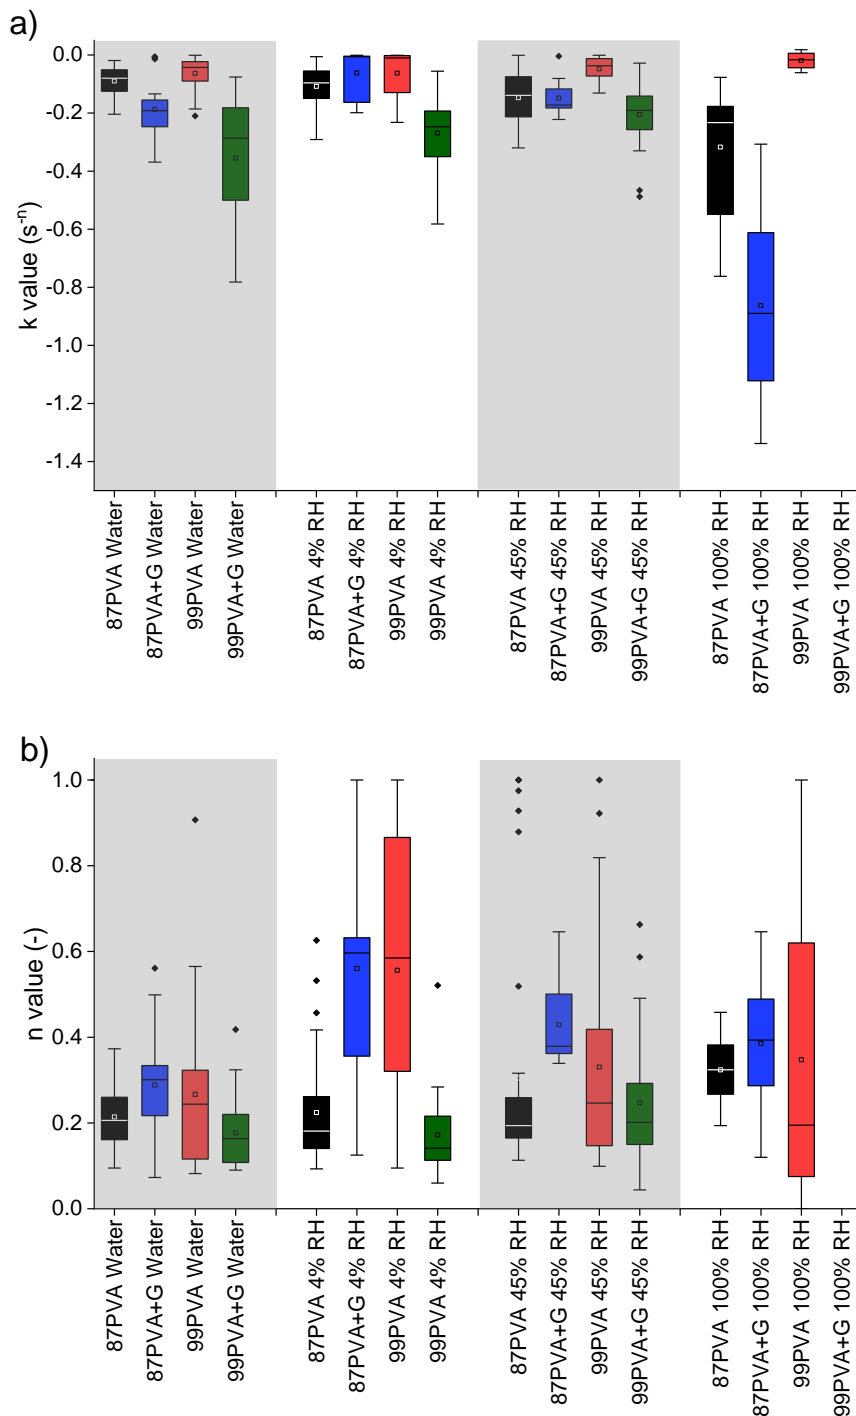 a)
0.0
-0.2
-0.4
-0.6
-0.8
-1.0
-1.2
-1.4
k value (s⁻ⁿ)
87PVA Water
87PVA+G Water
99PVA Water
99PVA+G Water
87PVA 4% RH
87PVA+G 4% RH
99PVA 4% RH
99PVA 4% RH
87PVA 45% RH
87PVA+G 45% RH
99PVA 45% RH
99PVA+G 45% RH
87PVA 100% RH
87PVA+G 100% RH
99PVA 100% RH
99PVA+G 100% RH
b)
1.0
0.8
0.6
0.4
0.2
0.0
n value (-)
87PVA Water
87PVA+G Water
99PVA Water
99PVA+G Water
87PVA 4% RH
87PVA+G 4% RH
99PVA 4% RH
99PVA 4% RH
87PVA 45% RH
87PVA+G 45% RH
99PVA 45% RH
99PVA+G 45% RH
87PVA 100% RH
87PVA+G 100% RH
99PVA 100% RH
99PVA+G 100% RH